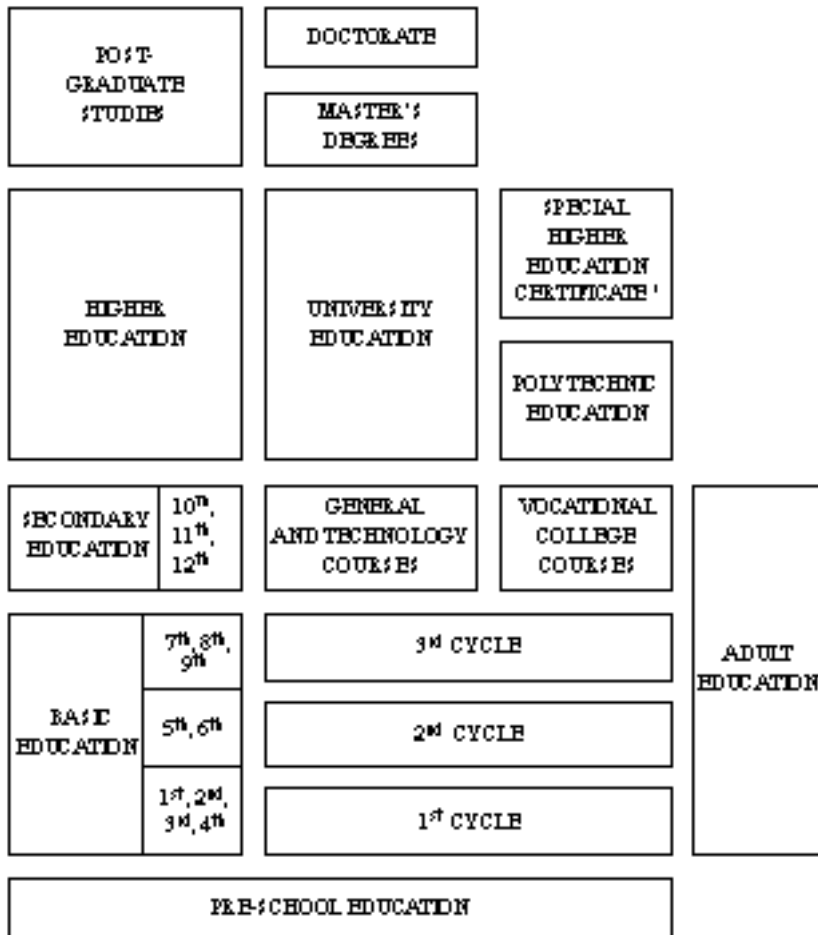 POST-
GRADUATE
STUDIES
DOCTORATE
MASTER'S
DEGREES
HIGHER
EDUCATION
UNIVERSITY
EDUCATION
SPECIAL
HIGHER
EDUCATION
CERTIFICATE'
POLYTECHNIC
EDUCATION
SECONDARY
EDUCATION
10th,
11th,
12th
GENERAL
AND TECHNOLOGY
COURSES
VOCATIONAL
COLLEGE
COURSES
ADULT
EDUCATION
BASIC
EDUCATION
7th, 8th,
9th
3rd CYCLE
5th, 6th
2nd CYCLE
1st, 2nd,
3rd, 4th
1st CYCLE
PRE-SCHOOL EDUCATION